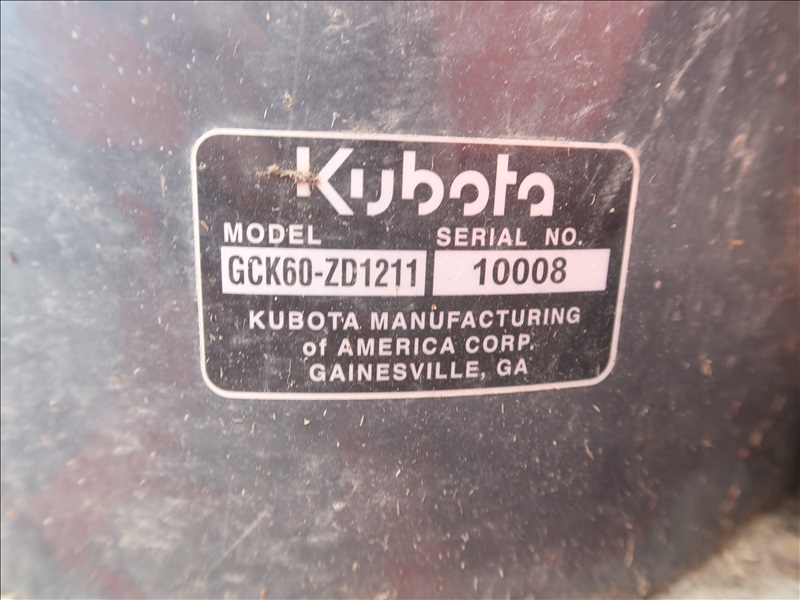 Kubota
MODEL SERIAL NO.
GCK60-ZD1211 10008
KUBOTA MANUFACTURING
of AMERICA CORP.
GAINESVILLE, GA